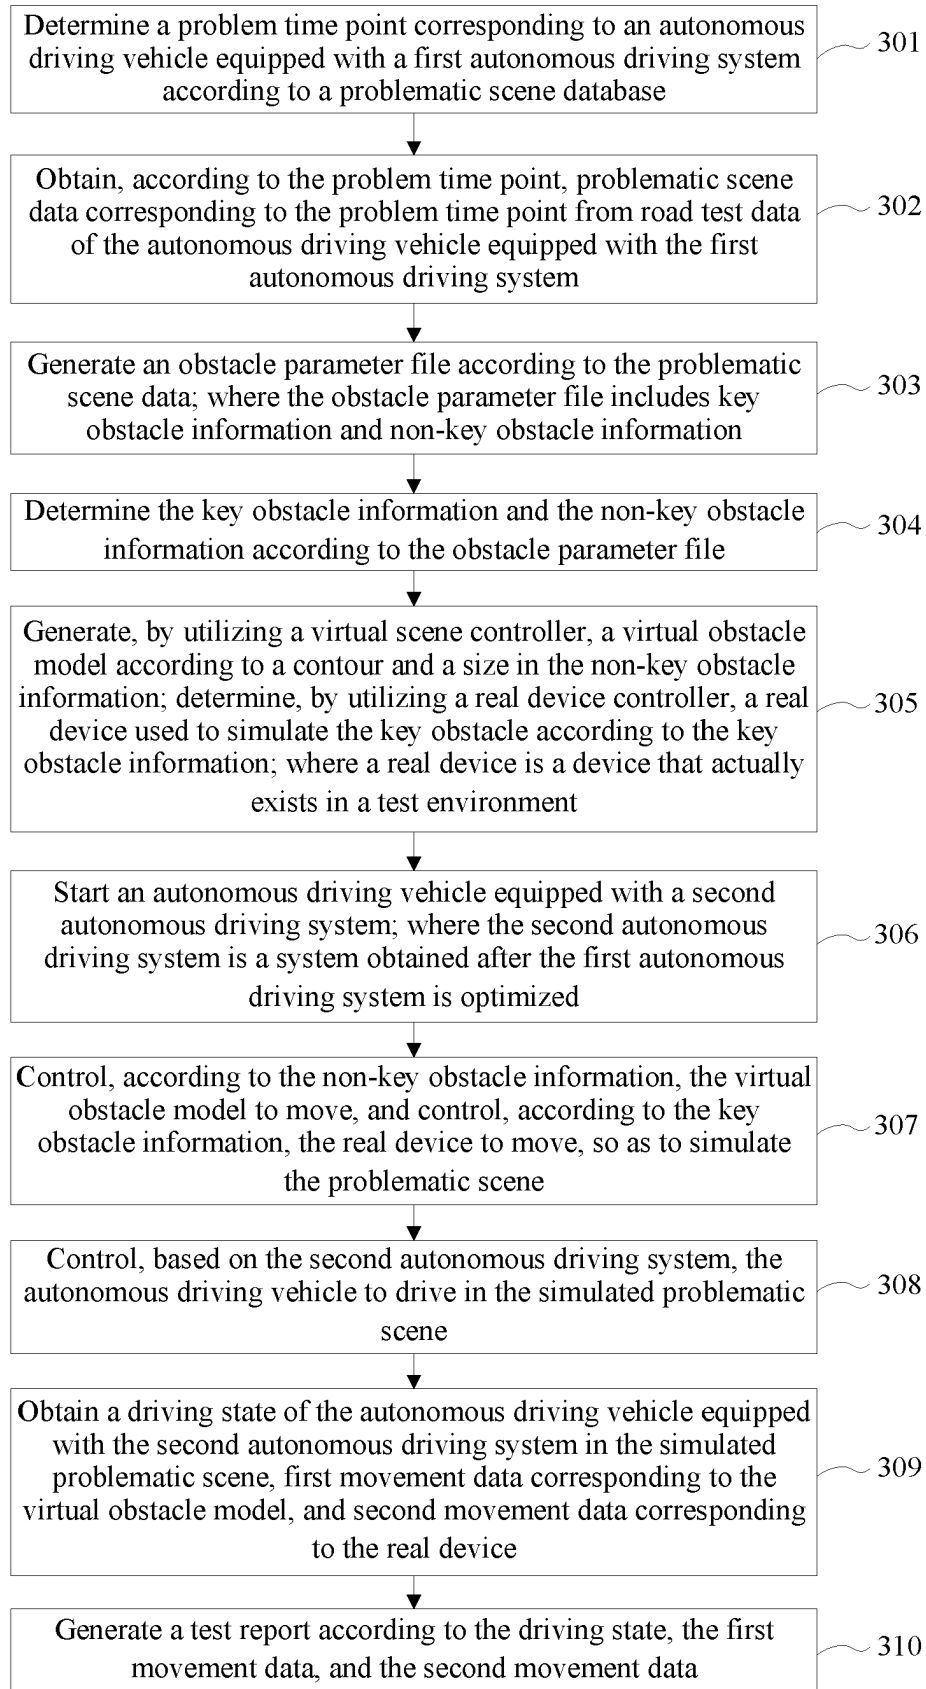 Determine a problem time point corresponding to an autonomous
driving vehicle equipped with a first autonomous driving system
according to a problematic scene database
301
Obtain, according to the problem time point, problematic scene
data corresponding to the problem time point from road test data
of the autonomous driving vehicle equipped with the first
autonomous driving system
302
Generate an obstacle parameter file according to the problematic
scene data; where the obstacle parameter file includes key
obstacle information and non-key obstacle information
303
Determine the key obstacle information and the non-key obstacle
information according to the obstacle parameter file
304
Generate, by utilizing a virtual scene controller, a virtual obstacle
model according to a contour and a size in the non-key obstacle
information; determine, by utilizing a real device controller, a real
device used to simulate the key obstacle according to the key
obstacle information; where a real device is a device that actually
exists in a test environment
305
Start an autonomous driving vehicle equipped with a second
autonomous driving system; where the second autonomous
driving system is a system obtained after the first autonomous
driving system is optimized
306
Control, according to the non-key obstacle information, the virtual
obstacle model to move, and control, according to the key
obstacle information, the real device to move, so as to simulate
the problematic scene
307
Control, based on the second autonomous driving system, the
autonomous driving vehicle to drive in the simulated problematic
scene
308
Obtain a driving state of the autonomous driving vehicle equipped
with the second autonomous driving system in the simulated
problematic scene, first movement data corresponding to the
virtual obstacle model, and second movement data corresponding
to the real device
309
Generate a test report according to the driving state, the first
movement data, and the second movement data
310